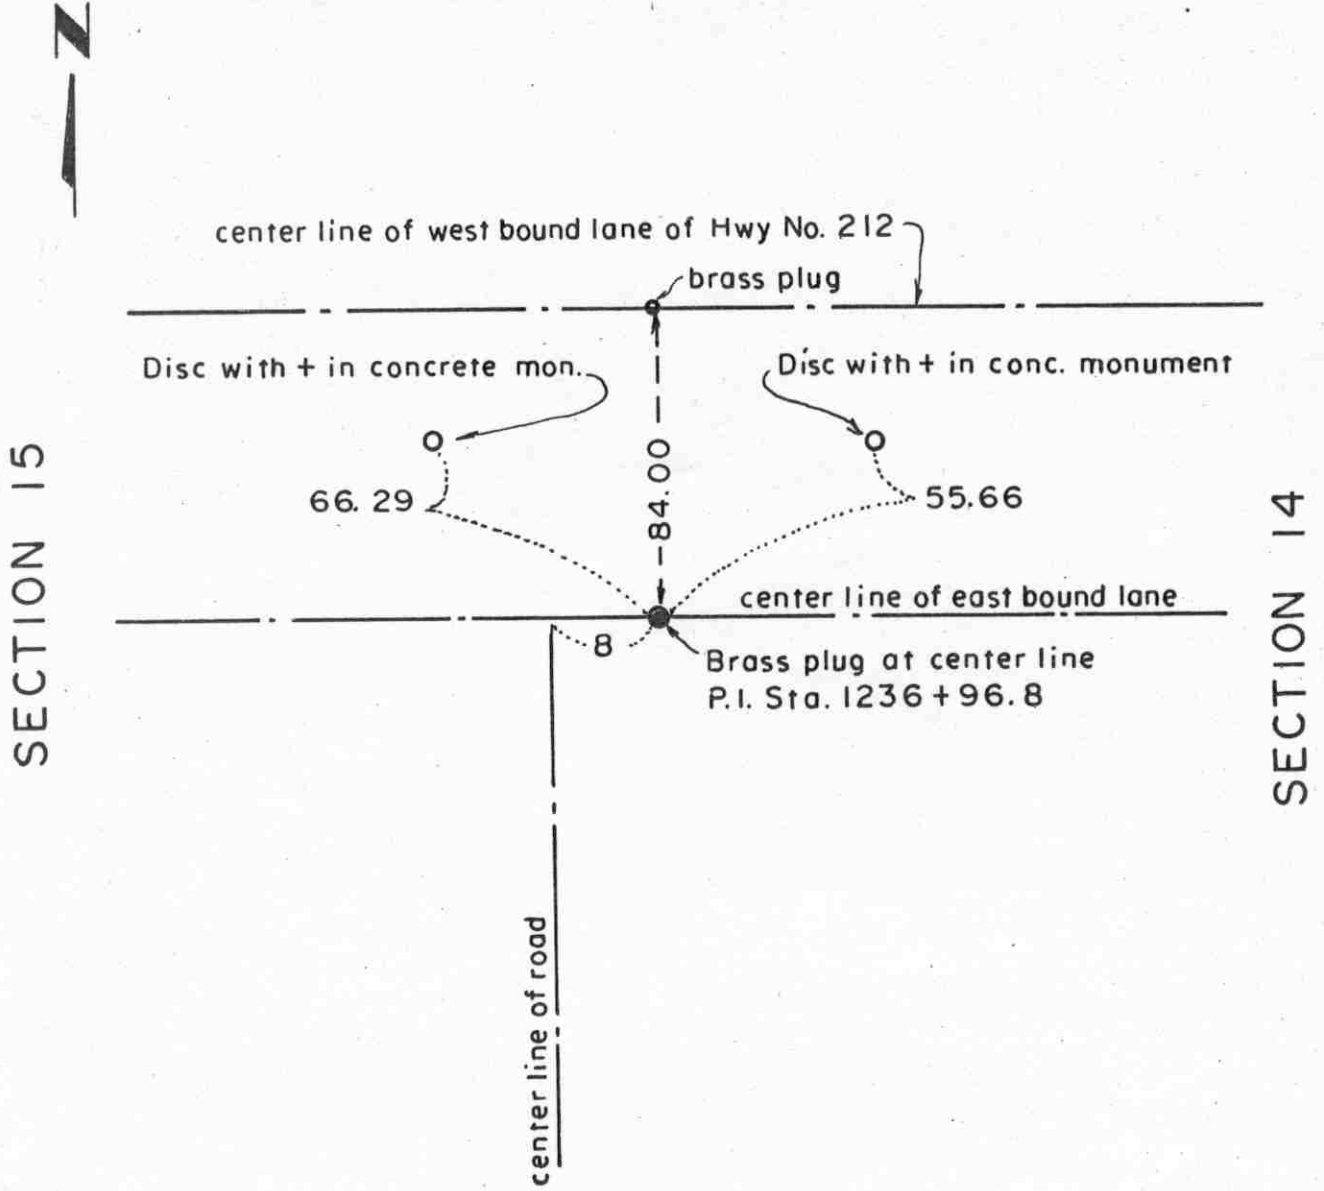 N
center line of west bound lane of Hwy No. 212
brass plug
Disc with + in concrete mon.
Disc with + in conc. monument
SECTION 15
66.29
84.00
55.66
SECTION 14
center line of east bound lane
8
Brass plug at center line
P.I. Sta. 1236 + 96.8
center line of road